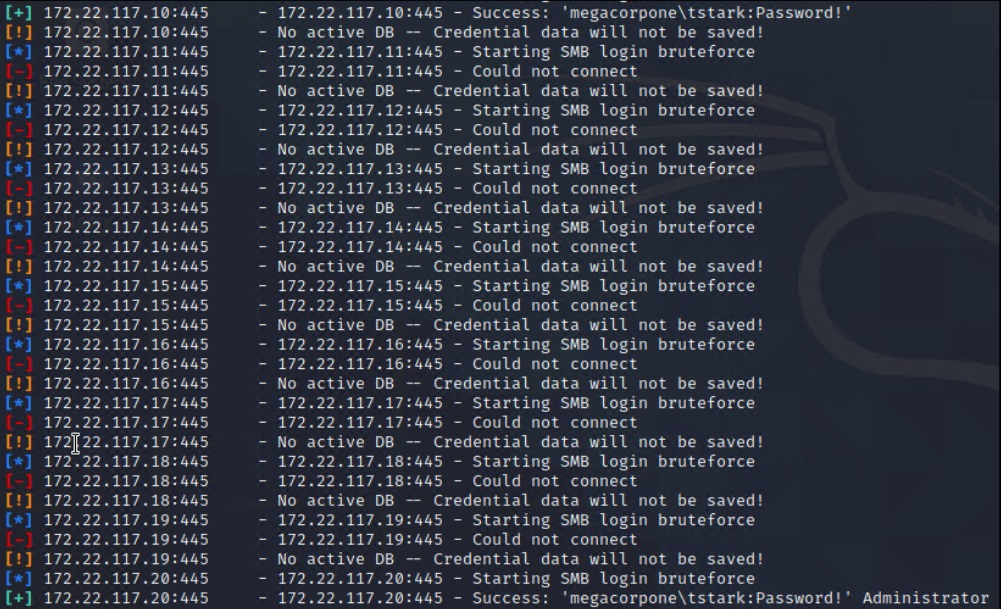 [+] 172.22.117.10:445 - 172.22.117.10:445 - Success: 'megacorpone\tstark:Password!'
[!] 172.22.117.10:445 - No active DB -- Credential data will not be saved!
[*] 172.22.117.11:445 - 172.22.117.11:445 - Starting SMB login bruteforce
[-] 172.22.117.11:445 - 172.22.117.11:445 - Could not connect
[!] 172.22.117.11:445 - No active DB -- Credential data will not be saved!
[*] 172.22.117.12:445 - 172.22.117.12:445 - Starting SMB login bruteforce
[-] 172.22.117.12:445 - 172.22.117.12:445 - Could not connect
[!] 172.22.117.12:445 - No active DB -- Credential data will not be saved!
[*] 172.22.117.13:445 - 172.22.117.13:445 - Starting SMB login bruteforce
[-] 172.22.117.13:445 - 172.22.117.13:445 - Could not connect
[!] 172.22.117.13:445 - No active DB -- Credential data will not be saved!
[*] 172.22.117.14:445 - 172.22.117.14:445 - Starting SMB login bruteforce
[-] 172.22.117.14:445 - 172.22.117.14:445 - Could not connect
[!] 172.22.117.14:445 - No active DB -- Credential data will not be saved!
[*] 172.22.117.15:445 - 172.22.117.15:445 - Starting SMB login bruteforce
[-] 172.22.117.15:445 - 172.22.117.15:445 - Could not connect
[!] 172.22.117.15:445 - No active DB -- Credential data will not be saved!
[*] 172.22.117.16:445 - 172.22.117.16:445 - Starting SMB login bruteforce
[-] 172.22.117.16:445 - 172.22.117.16:445 - Could not connect
[!] 172.22.117.16:445 - No active DB -- Credential data will not be saved!
[*] 172.22.117.17:445 - 172.22.117.17:445 - Starting SMB login bruteforce
[-] 172.22.117.17:445 - 172.22.117.17:445 - Could not connect
[!] 172.22.117.17:445 - No active DB -- Credential data will not be saved!
[*] 172.22.117.18:445 - 172.22.117.18:445 - Starting SMB login bruteforce
[-] 172.22.117.18:445 - 172.22.117.18:445 - Could not connect
[!] 172.22.117.18:445 - No active DB -- Credential data will not be saved!
[*] 172.22.117.19:445 - 172.22.117.19:445 - Starting SMB login bruteforce
[-] 172.22.117.19:445 - 172.22.117.19:445 - Could not connect
[!] 172.22.117.19:445 - No active DB -- Credential data will not be saved!
[*] 172.22.117.20:445 - 172.22.117.20:445 - Starting SMB login bruteforce
[+] 172.22.117.20:445 - 172.22.117.20:445 - Success: 'megacorpone\tstark:Password!' Administrator